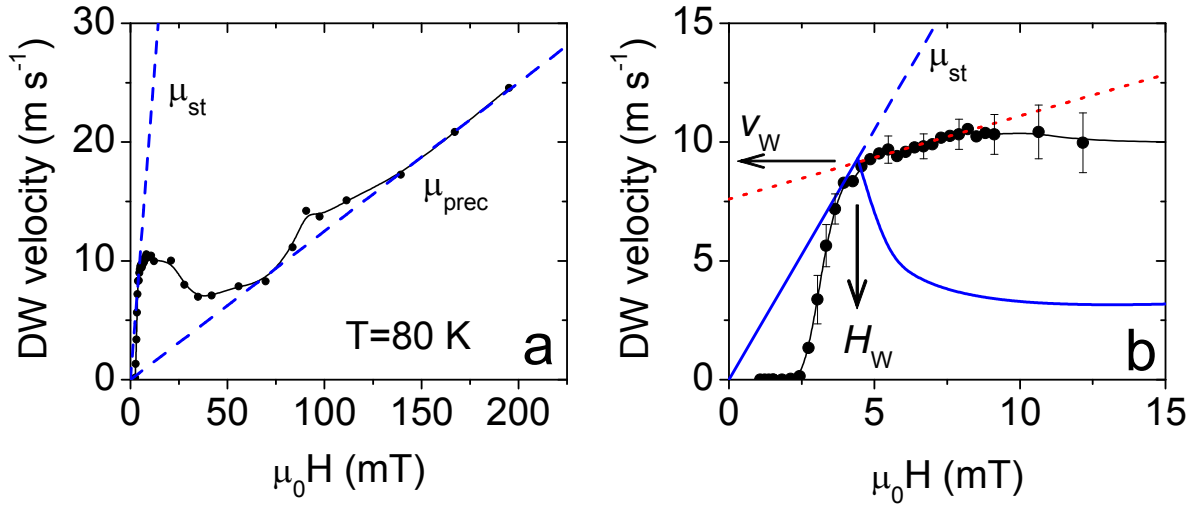 30
20
10
0
DW velocity (m s⁻¹)
μst
μprec
T=80 K
a
0 50 100 150 200
μ₀H (mT)
15
10
5
0
DW velocity (m s⁻¹)
μst
vW
HW
b
0 5 10 15
μ₀H (mT)